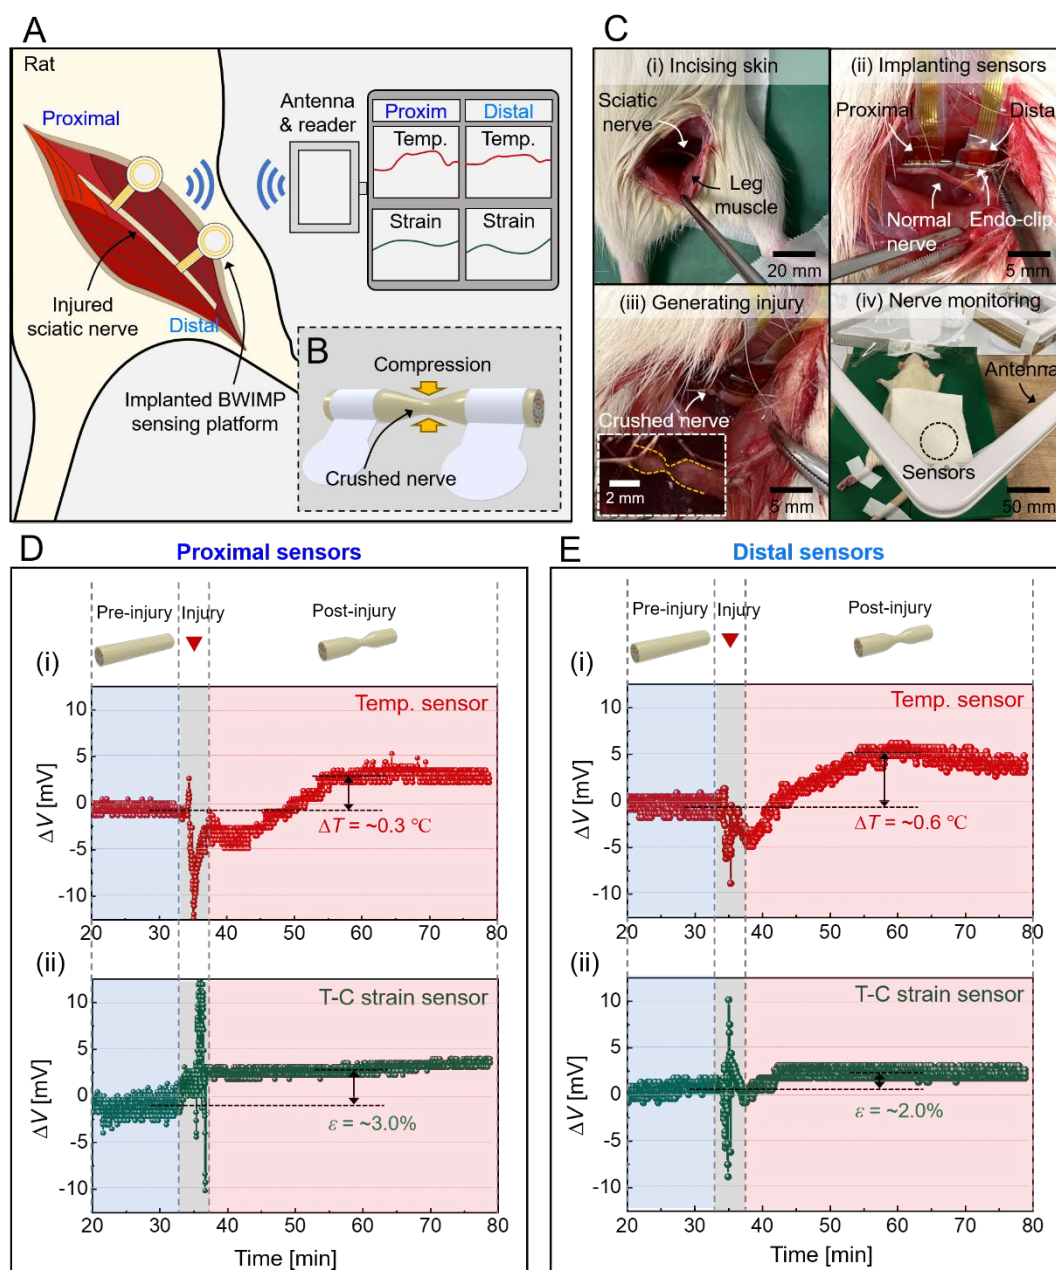 A
Rat
Proximal
Injured
sciatic nerve
Distal
Implanted BWIMP
sensing platform
Antenna
& reader
Proxim
Distal
Temp.
Temp.
Strain
Strain
B
Compression
Crushed nerve
C
(i) Incising skin
Sciatic
nerve
Leg
muscle
20 mm
(ii) Implanting sensors
Proximal
Distal
Normal
nerve
Endo-clip
5 mm
(iii) Generating injury
Crushed nerve
2 mm
5 mm
(iv) Nerve monitoring
Antenna
Sensors
50 mm
D
Proximal sensors
Pre-injury
Injury
Post-injury
(i)
Temp. sensor
10
5
0
-5
-10
ΔV [mV]
ΔT = ~0.3 °C
20 30 40 50 60 70 80
(ii)
T-C strain sensor
10
5
0
-5
-10
ΔV [mV]
ε = ~3.0%
20 30 40 50 60 70 80
Time [min]
E
Distal sensors
Pre-injury
Injury
Post-injury
(i)
Temp. sensor
10
5
0
-5
-10
ΔV [mV]
ΔT = ~0.6 °C
20 30 40 50 60 70 80
(ii)
T-C strain sensor
10
5
0
-5
-10
ΔV [mV]
ε = ~2.0%
20 30 40 50 60 70 80
Time [min]